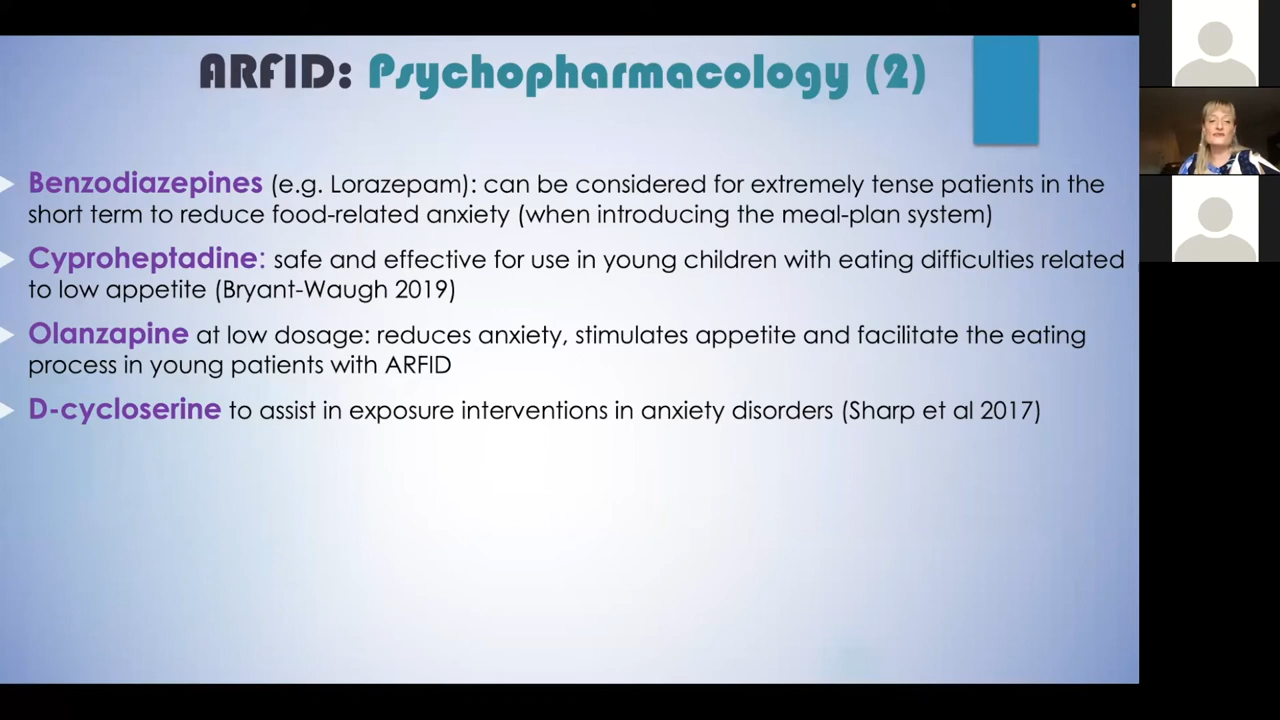 ARFID: Psychopharmacology (2)
Benzodiazepines (e.g. Lorazepam): can be considered for extremely tense patients in the
short term to reduce food-related anxiety (when introducing the meal-plan system)
Cyproheptadine: safe and effective for use in young children with eating difficulties related
to low appetite (Bryant-Waugh 2019)
Olanzapine at low dosage: reduces anxiety, stimulates appetite and facilitate the eating
process in young patients with ARFID
D-cycloserine to assist in exposure interventions in anxiety disorders (Sharp et al 2017)